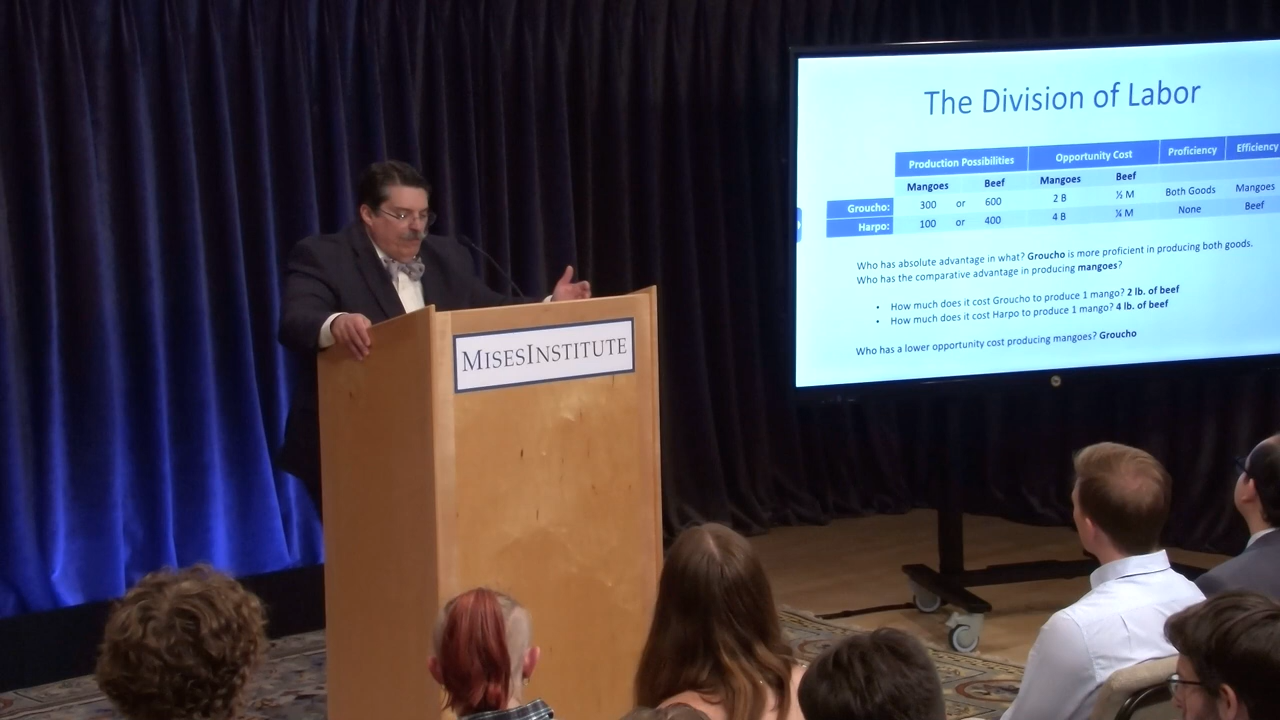 The Division of Labor
Production Possibilities Opportunity Cost Proficiency Efficiency
Mangoes Beef Mangoes Beef
Groucho: 300 or 600 2 B ½ M Both Goods Mangoes
Harpo: 100 or 400 4 B ¼ M None Beef
Who has absolute advantage in what? Groucho is more proficient in producing both goods.
Who has the comparative advantage in producing mangoes?
• How much does it cost Groucho to produce 1 mango? 2 lb. of beef
• How much does it cost Harpo to produce 1 mango? 4 lb. of beef
Who has a lower opportunity cost producing mangoes? Groucho
MISESINSTITUTE